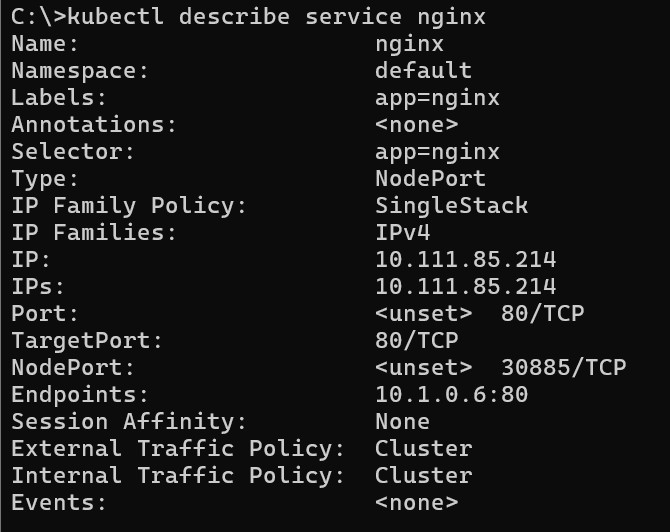 C:\>kubectl describe service nginx
Name:                     nginx
Namespace:                default
Labels:                   app=nginx
Annotations:              <none>
Selector:                 app=nginx
Type:                     NodePort
IP Family Policy:         SingleStack
IP Families:              IPv4
IP:                       10.111.85.214
IPs:                      10.111.85.214
Port:                     <unset>  80/TCP
TargetPort:               80/TCP
NodePort:                 <unset>  30885/TCP
Endpoints:                10.1.0.6:80
Session Affinity:         None
External Traffic Policy:  Cluster
Internal Traffic Policy:  Cluster
Events:                   <none>